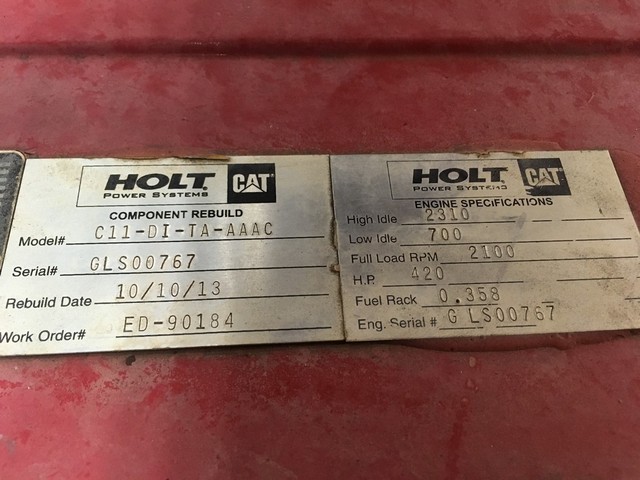 HOLT CAT
POWER SYSTEMS
COMPONENT REBUILD
Model# C11-DI-TA-AAAC
Serial# GLS00767
Rebuild Date 10/10/13
Work Order# ED-90184
HOLT CAT
POWER SYSTEMS
ENGINE SPECIFICATIONS
High Idle 2310
Low Idle 700
Full Load RPM 2100
H.P. 420
Fuel Rack 0.358
Eng. Serial # GLS00767